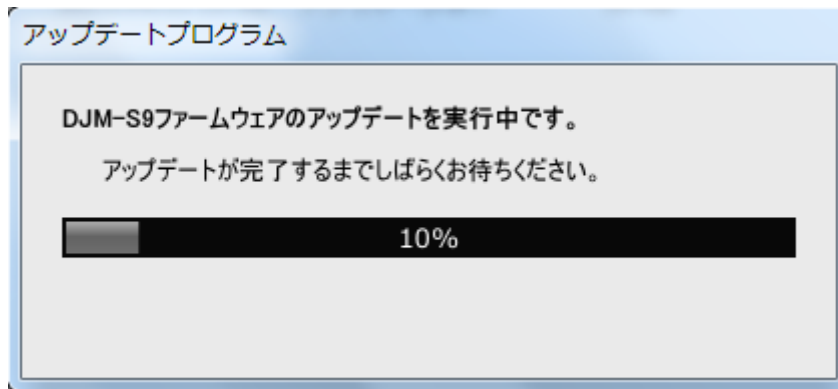 アップデートプログラム
DJM-S9ファームウェアのアップデートを実行中です。
アップデートが完了するまでしばらくお待ちください。
10%